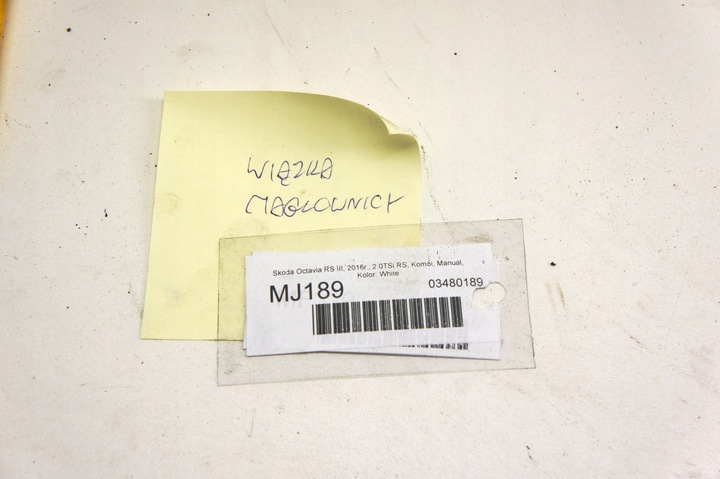 WIĄZKA
MAGLOWNICY
Skoda Octavia RS III, 2016r., 2.0TSi RS, Kombi, Manual,
Kolor: White
MJ189
03480189